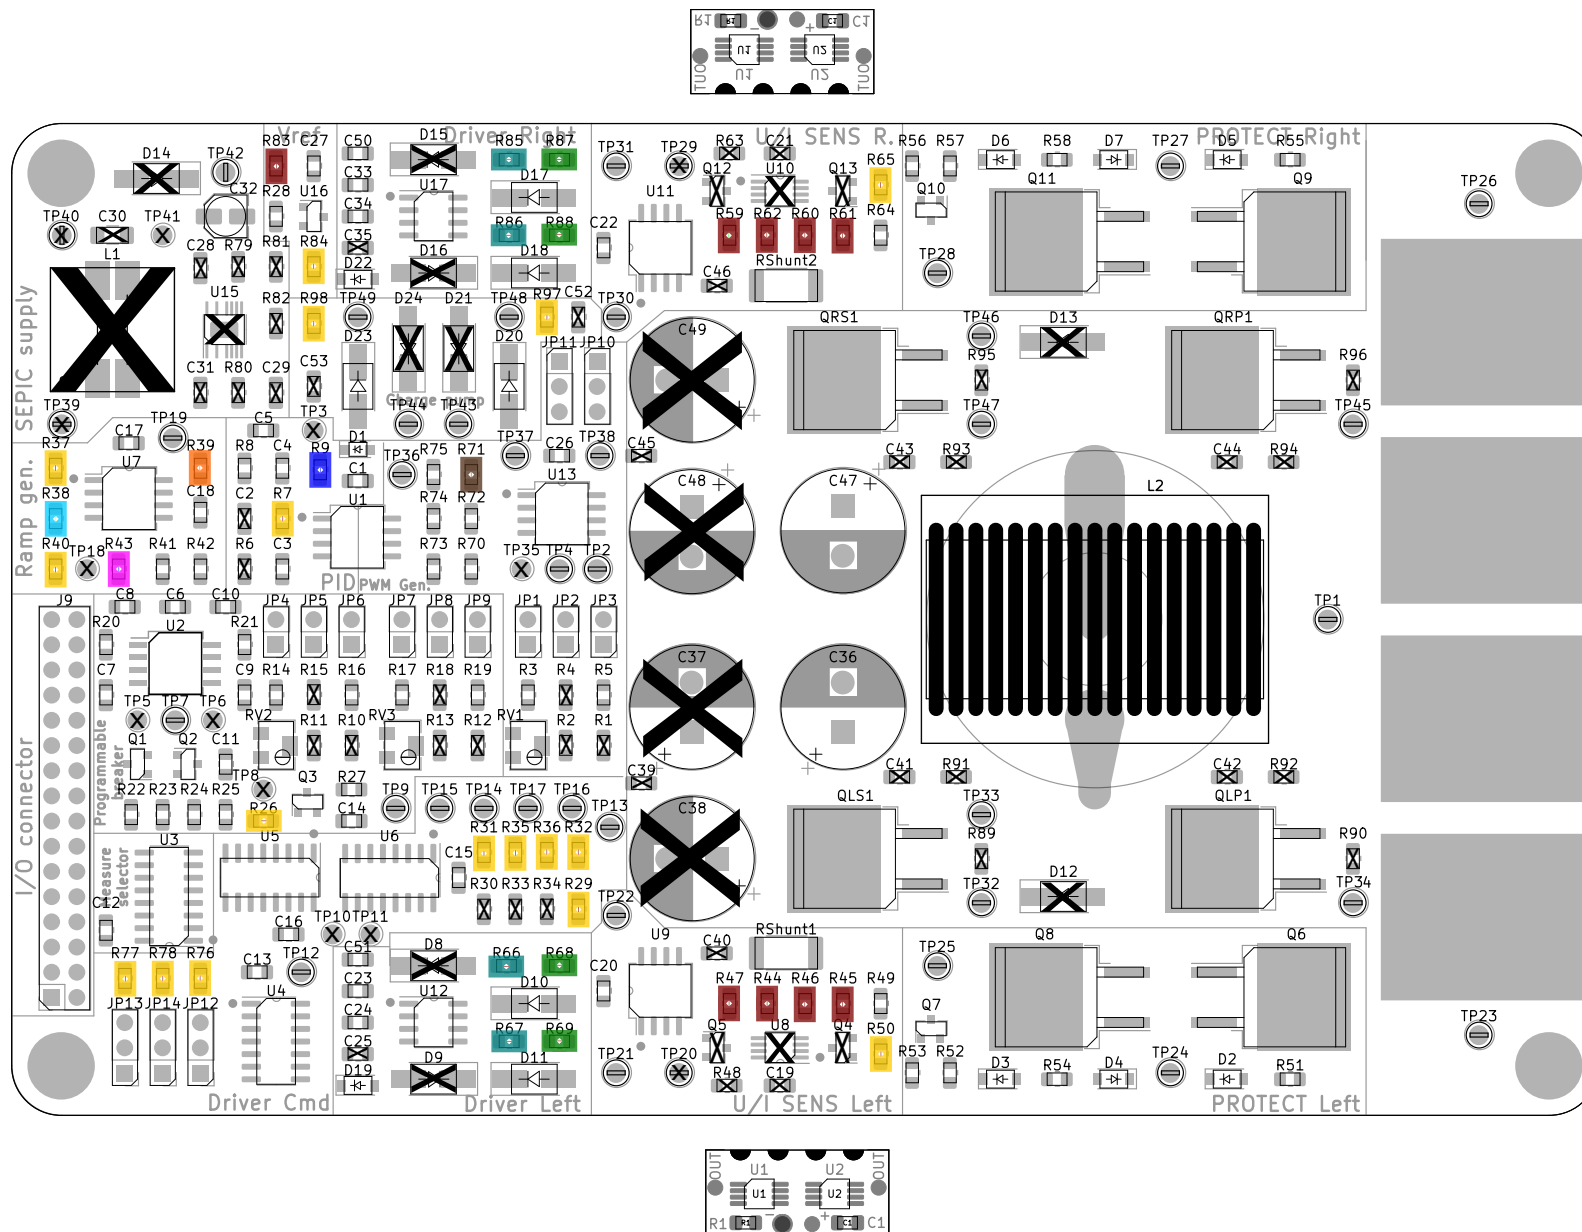 R1 - + C1
U1 U2
OUT U1 U2 OUT
R83 Vref C27 C50 D15 Driver Right R85 R87 TP31 TP29 R63 U/I SENS R. C21 R56 R57 D6 R58 D7 TP27 PROTECT Right D5 R55
D14 TP42 C33 D17 Q12 U10 Q13 R65 Q11 Q9 TP26
C32 R28 U16 U17 U11 Q10
TP40 C30 TP41 C34 R86 R88 C22 R59 R62 R60 R61 R64
L1 C28 R79 R81 R84 C35 D16 D18 RShunt2 TP28
D22 C46
U15 R82 R98 TP49 D24 D21 TP48 R97 C52 TP30 QRS1 TP46 D13 QRP1
SEPIC supply D23 D20 JP11 JP10 C49
C31 R80 C29 C53 R95 R96
Charge pump
TP39 TP19 C5 TP3 TP44 TP43 TP47 TP45
C17 D1 TP37 C26 TP38 C45 C43 R93 C44 R94
R37 U7 R39 R8 C4 R9 C1 TP36 R75 R71 U13 C48 C47 L2
Ramp gen. R38 C18 C2 R7 U1 R74 R72
R40 TP18 R43 R41 R42 R6 C3 R73 R70 TP35 TP4 TP2
PID PWM Gen.
J9 C8 C6 C10 JP4 JP5 JP6 JP7 JP8 JP9 JP1 JP2 JP3 TP1
R20 U2 R21
C7 C9 R14 R15 R16 R17 R18 R19 R3 R4 R5 C37 C36
TP5 TP7 TP6 RV2 R11 R10 RV3 R13 R12 RV1 R2 R1
I/O connector Programmable breaker Q1 Q2 C11
TP8 Q3 R27 C39 C41 R91 C42 R92
R22 R23 R24 R25 R26 C14 TP9 TP15 TP14 TP17 TP16 TP13 C38 QLS1 TP33 QLP1
Measure selector U3 U5 U6 R31 R35 R36 R32 R89 R90
C15 D12
C12 R30 R33 R34 R29 TP22 TP32 TP34
C16 TP10 TP11
R77 R78 R76 C13 TP12 C51 D8 R66 R68 U9 C40 RShunt1 TP25 Q8 Q6
JP13 JP14 JP12 U4 C23 U12 D10 C20 R47 R44 R46 R45 R49
C24 Q7
C25 R67 R69 Q5 U8 Q4 R50 TP23
D19 D9 D11 TP21 TP20 R48 C19 R53 R52 D3 R54 D4 TP24 D2 R51
Driver Cmd Driver Left U/I SENS Left PROTECT Left
OUT U1 U2 OUT
U1 U2
R1 R1 - + C1 C1